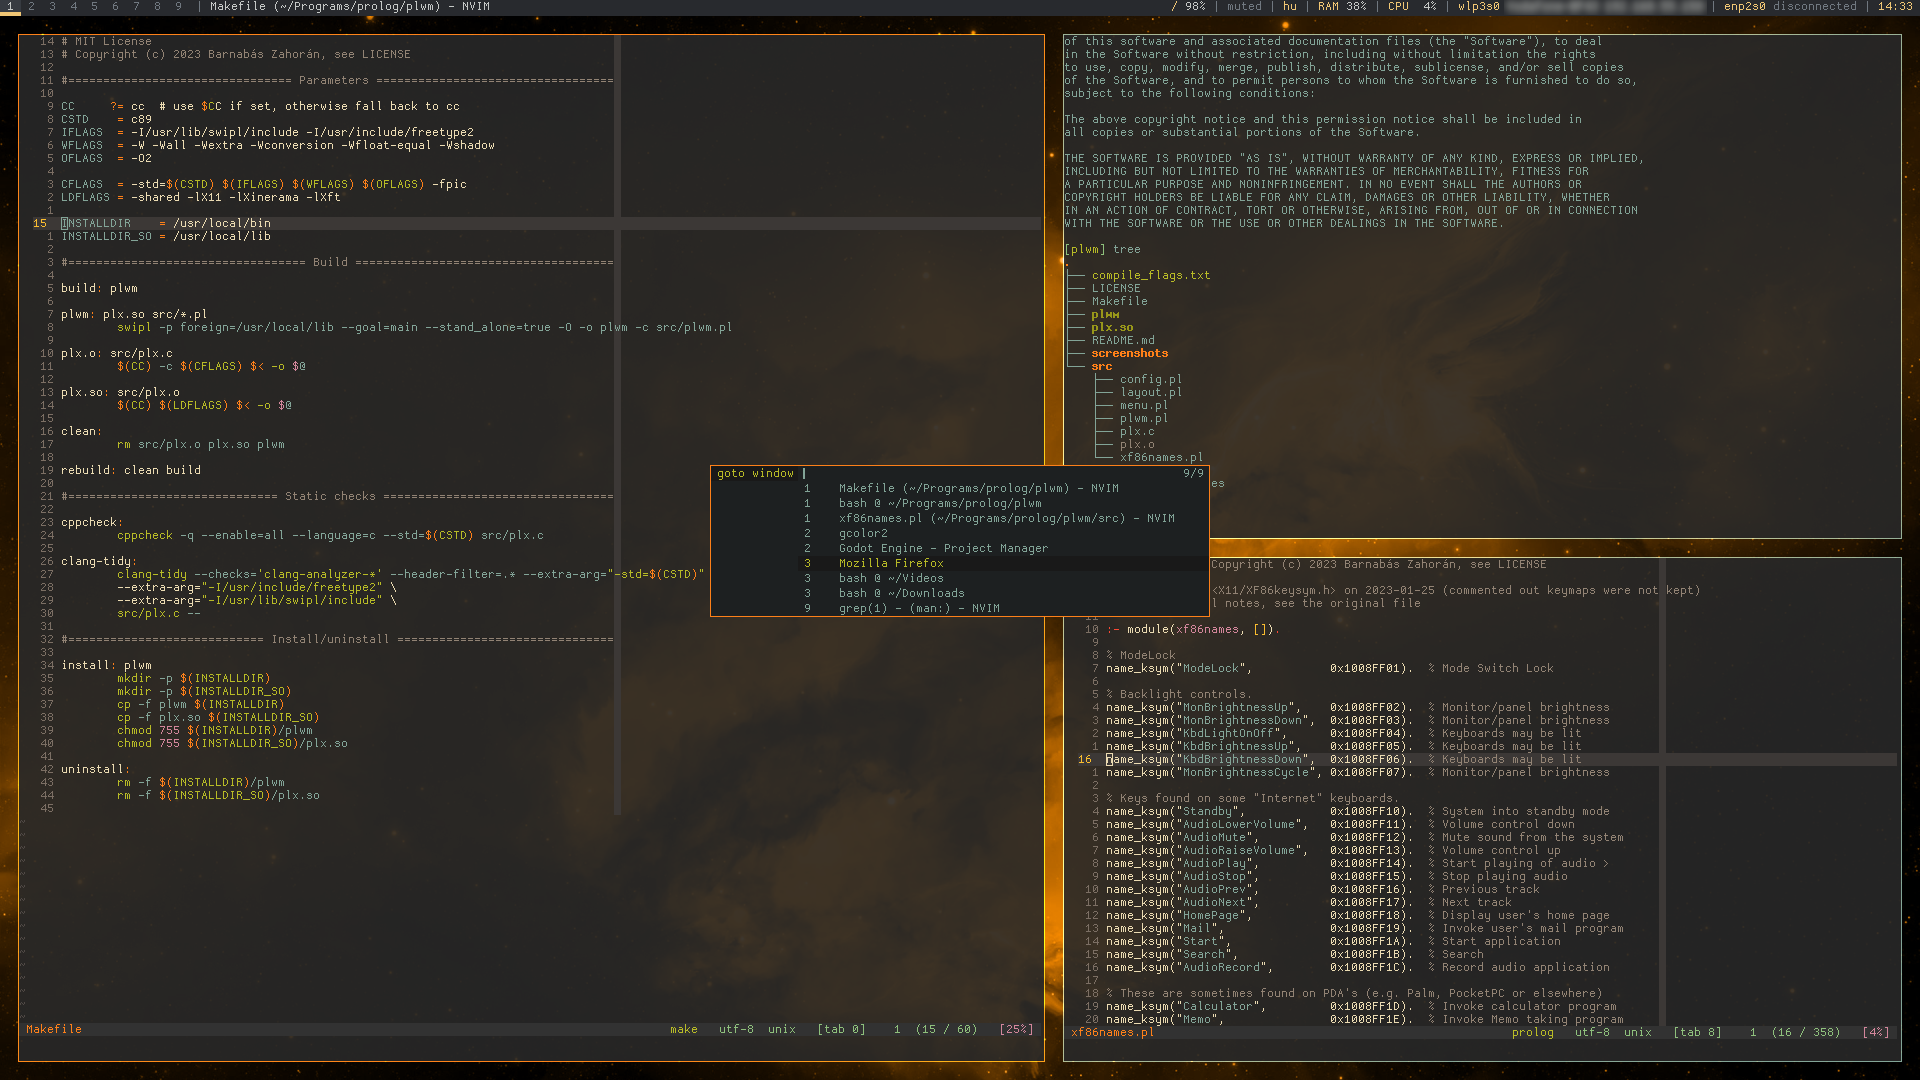 1 2 3 4 5 6 7 8 9 | Makefile (~/Programs/prolog/plwm) - NVIM
/ 98% | muted | hu | RAM 38% | CPU 4% | wlp3s0 | enp2s0 disconnected | 14:33
14 # MIT License
13 # Copyright (c) 2023 Barnabás Zahorán, see LICENSE
12
11 #================================ Parameters ==================================
10
9 CC     ?= cc  # use $CC if set, otherwise fall back to cc
8 CSTD    = c89
7 IFLAGS  = -I/usr/lib/swipl/include -I/usr/include/freetype2
6 WFLAGS  = -W -Wall -Wextra -Wconversion -Wfloat-equal -Wshadow
5 OFLAGS  = -O2
4
3 CFLAGS  = -std=$(CSTD) $(IFLAGS) $(WFLAGS) $(OFLAGS) -fpic
2 LDFLAGS = -shared -lX11 -lXinerama -lXft
1
15 INSTALLDIR    = /usr/local/bin
1 INSTALLDIR_SO = /usr/local/lib
2
3 #================================== Build =====================================
4
5 build: plwm
6
7 plwm: plx.so src/*.pl
8         swipl -p foreign=/usr/local/lib --goal=main --stand_alone=true -O -o plwm -c src/plwm.pl
9
10 plx.o: src/plx.c
11         $(CC) -c $(CFLAGS) $< -o $@
12
13 plx.so: src/plx.o
14         $(CC) $(LDFLAGS) $< -o $@
15
16 clean:
17         rm src/plx.o plx.so plwm
18
19 rebuild: clean build
20
21 #============================== Static checks =================================
22
23 cppcheck:
24         cppcheck -q --enable=all --language=c --std=$(CSTD) src/plx.c
25
26 clang-tidy:
27         clang-tidy --checks='clang-analyzer-*' --header-filter=.* --extra-arg="-std=$(CSTD)"
28         --extra-arg="-I/usr/include/freetype2" \
29         --extra-arg="-I/usr/lib/swipl/include" \
30         src/plx.c --
31
32 #============================ Install/uninstall ===============================
33
34 install: plwm
35         mkdir -p $(INSTALLDIR)
36         mkdir -p $(INSTALLDIR_SO)
37         cp -f plwm $(INSTALLDIR)
38         cp -f plx.so $(INSTALLDIR_SO)
39         chmod 755 $(INSTALLDIR)/plwm
40         chmod 755 $(INSTALLDIR_SO)/plx.so
41
42 uninstall:
43         rm -f $(INSTALLDIR)/plwm
44         rm -f $(INSTALLDIR_SO)/plx.so
45
Makefile make utf-8 unix [tab 0] 1 (15 / 60) [25%]
of this software and associated documentation files (the "Software"), to deal
in the Software without restriction, including without limitation the rights
to use, copy, modify, merge, publish, distribute, sublicense, and/or sell copies
of the Software, and to permit persons to whom the Software is furnished to do so,
subject to the following conditions:
The above copyright notice and this permission notice shall be included in
all copies or substantial portions of the Software.
THE SOFTWARE IS PROVIDED "AS IS", WITHOUT WARRANTY OF ANY KIND, EXPRESS OR IMPLIED,
INCLUDING BUT NOT LIMITED TO THE WARRANTIES OF MERCHANTABILITY, FITNESS FOR
A PARTICULAR PURPOSE AND NONINFRINGEMENT. IN NO EVENT SHALL THE AUTHORS OR
COPYRIGHT HOLDERS BE LIABLE FOR ANY CLAIM, DAMAGES OR OTHER LIABILITY, WHETHER
IN AN ACTION OF CONTRACT, TORT OR OTHERWISE, ARISING FROM, OUT OF OR IN CONNECTION
WITH THE SOFTWARE OR THE USE OR OTHER DEALINGS IN THE SOFTWARE.
[plwm] tree
.
├── compile_flags.txt
├── LICENSE
├── Makefile
├── plwm
├── plx.so
├── README.md
├── screenshots
└── src
    ├── config.pl
    ├── layout.pl
    ├── menu.pl
    ├── plwm.pl
    ├── plx.c
    ├── plx.o
    └── xf86names.pl
es
goto window 9/9
1    Makefile (~/Programs/prolog/plwm) - NVIM
1    bash @ ~/Programs/prolog/plwm
1    xf86names.pl (~/Programs/prolog/plwm/src) - NVIM
2    gcolor2
2    Godot Engine - Project Manager
3    Mozilla Firefox
3    bash @ ~/Videos
3    bash @ ~/Downloads
9    grep(1) - (man:) - NVIM
Copyright (c) 2023 Barnabás Zahorán, see LICENSE
<X11/XF86keysym.h> on 2023-01-25 (commented out keymaps were not kept)
l notes, see the original file
11
10 :- module(xf86names, []).
9
8 % ModeLock
7 name_ksym("ModeLock",           0x1008FF01).  % Mode Switch Lock
6
5 % Backlight controls.
4 name_ksym("MonBrightnessUp",    0x1008FF02).  % Monitor/panel brightness
3 name_ksym("MonBrightnessDown",  0x1008FF03).  % Monitor/panel brightness
2 name_ksym("KbdLightOnOff",      0x1008FF04).  % Keyboards may be lit
1 name_ksym("KbdBrightnessUp",    0x1008FF05).  % Keyboards may be lit
16 name_ksym("KbdBrightnessDown",  0x1008FF06).  % Keyboards may be lit
1 name_ksym("MonBrightnessCycle", 0x1008FF07).  % Monitor/panel brightness
2
3 % Keys found on some "Internet" keyboards.
4 name_ksym("Standby",            0x1008FF10).  % System into standby mode
5 name_ksym("AudioLowerVolume",   0x1008FF11).  % Volume control down
6 name_ksym("AudioMute",          0x1008FF12).  % Mute sound from the system
7 name_ksym("AudioRaiseVolume",   0x1008FF13).  % Volume control up
8 name_ksym("AudioPlay",          0x1008FF14).  % Start playing of audio >
9 name_ksym("AudioStop",          0x1008FF15).  % Stop playing audio
10 name_ksym("AudioPrev",          0x1008FF16).  % Previous track
11 name_ksym("AudioNext",          0x1008FF17).  % Next track
12 name_ksym("HomePage",           0x1008FF18).  % Display user's home page
13 name_ksym("Mail",               0x1008FF19).  % Invoke user's mail program
14 name_ksym("Start",              0x1008FF1A).  % Start application
15 name_ksym("Search",             0x1008FF1B).  % Search
16 name_ksym("AudioRecord",        0x1008FF1C).  % Record audio application
17
18 % These are sometimes found on PDA's (e.g. Palm, PocketPC or elsewhere)
19 name_ksym("Calculator",         0x1008FF1D).  % Invoke calculator program
20 name_ksym("Memo",               0x1008FF1E).  % Invoke Memo taking program
xf86names.pl prolog utf-8 unix [tab 8] 1 (16 / 358) [4%]